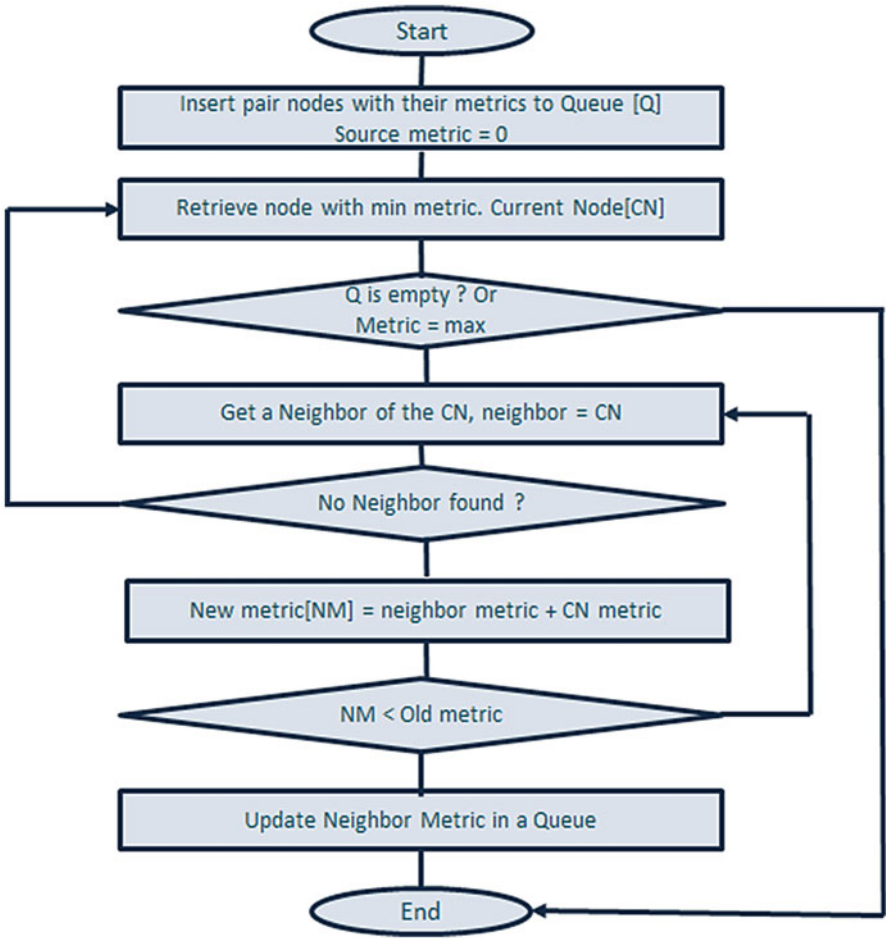 Start
Insert pair nodes with their metrics to Queue [Q]
Source metric = 0
Retrieve node with min metric. Current Node[CN]
Q is empty ? Or
Metric = max
Get a Neighbor of the CN, neighbor = CN
No Neighbor found ?
New metric[NM] = neighbor metric + CN metric
NM < Old metric
Update Neighbor Metric in a Queue
End